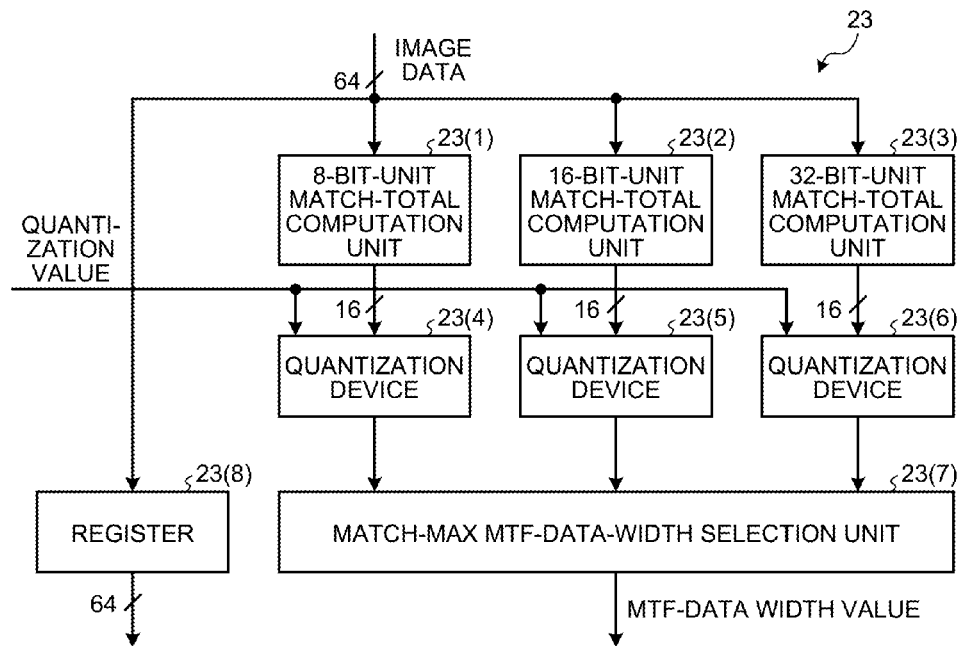 23
IMAGE
DATA
64
23(1)
23(2)
23(3)
8-BIT-UNIT
MATCH-TOTAL
COMPUTATION
UNIT
16-BIT-UNIT
MATCH-TOTAL
COMPUTATION
UNIT
32-BIT-UNIT
MATCH-TOTAL
COMPUTATION
UNIT
QUANTI-
ZATION
VALUE
16
16
16
23(4)
23(5)
23(6)
QUANTIZATION
DEVICE
QUANTIZATION
DEVICE
QUANTIZATION
DEVICE
23(8)
23(7)
REGISTER
MATCH-MAX MTF-DATA-WIDTH SELECTION UNIT
64
MTF-DATA WIDTH VALUE